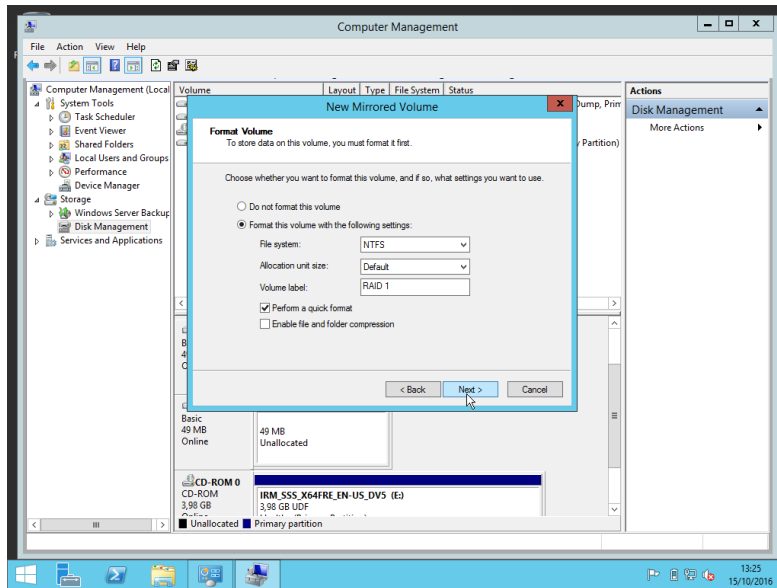 Computer Management
File Action View Help
Computer Management (Local
System Tools
Task Scheduler
Event Viewer
Shared Folders
Local Users and Groups
Performance
Device Manager
Storage
Windows Server Backup
Disk Management
Services and Applications
Volume Layout Type File System Status
Dump, Prim
Partition)
New Mirrored Volume
Format Volume
To store data on this volume, you must format it first.
Choose whether you want to format this volume, and if so, what settings you want to use.
Do not format this volume
Format this volume with the following settings:
File system: NTFS
Allocation unit size: Default
Volume label: RAID 1
Perform a quick format
Enable file and folder compression
< Back Next > Cancel
Basic
49 MB
Online
49 MB
Unallocated
CD-ROM 0
CD-ROM
3,98 GB
IRM_SSS_X64FRE_EN-US_DV5 (E:)
3,98 GB UDF
Unallocated Primary partition
Actions
Disk Management
More Actions
13:25
15/10/2016